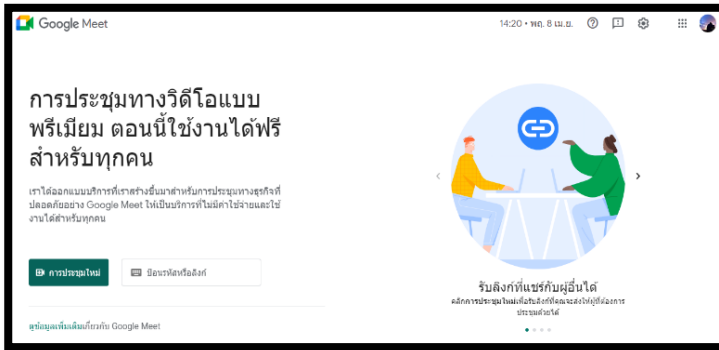 Google Meet
14:20 • พฤ. 8 เม.ย.
การประชุมทางวิดีโอแบบ
พรีเมียม ตอนนี้ใช้งานได้ฟรี
สำหรับทุกคน
เราได้ออกแบบบริการที่เราสร้างขึ้นมาสำหรับการประชุมทางธุรกิจที่
ปลอดภัยอย่าง Google Meet ให้เป็นบริการที่ไม่มีค่าใช้จ่ายและใช้
งานได้สำหรับทุกคน
การประชุมใหม่
ป้อนรหัสหรือลิงก์
ดูข้อมูลเพิ่มเติมเกี่ยวกับ Google Meet
รับลิงก์ที่แชร์กับผู้อื่นได้
คลิกการประชุมใหม่เพื่อรับลิงก์ที่คุณจะส่งให้ผู้ที่ต้องการ
ประชุมด้วยได้